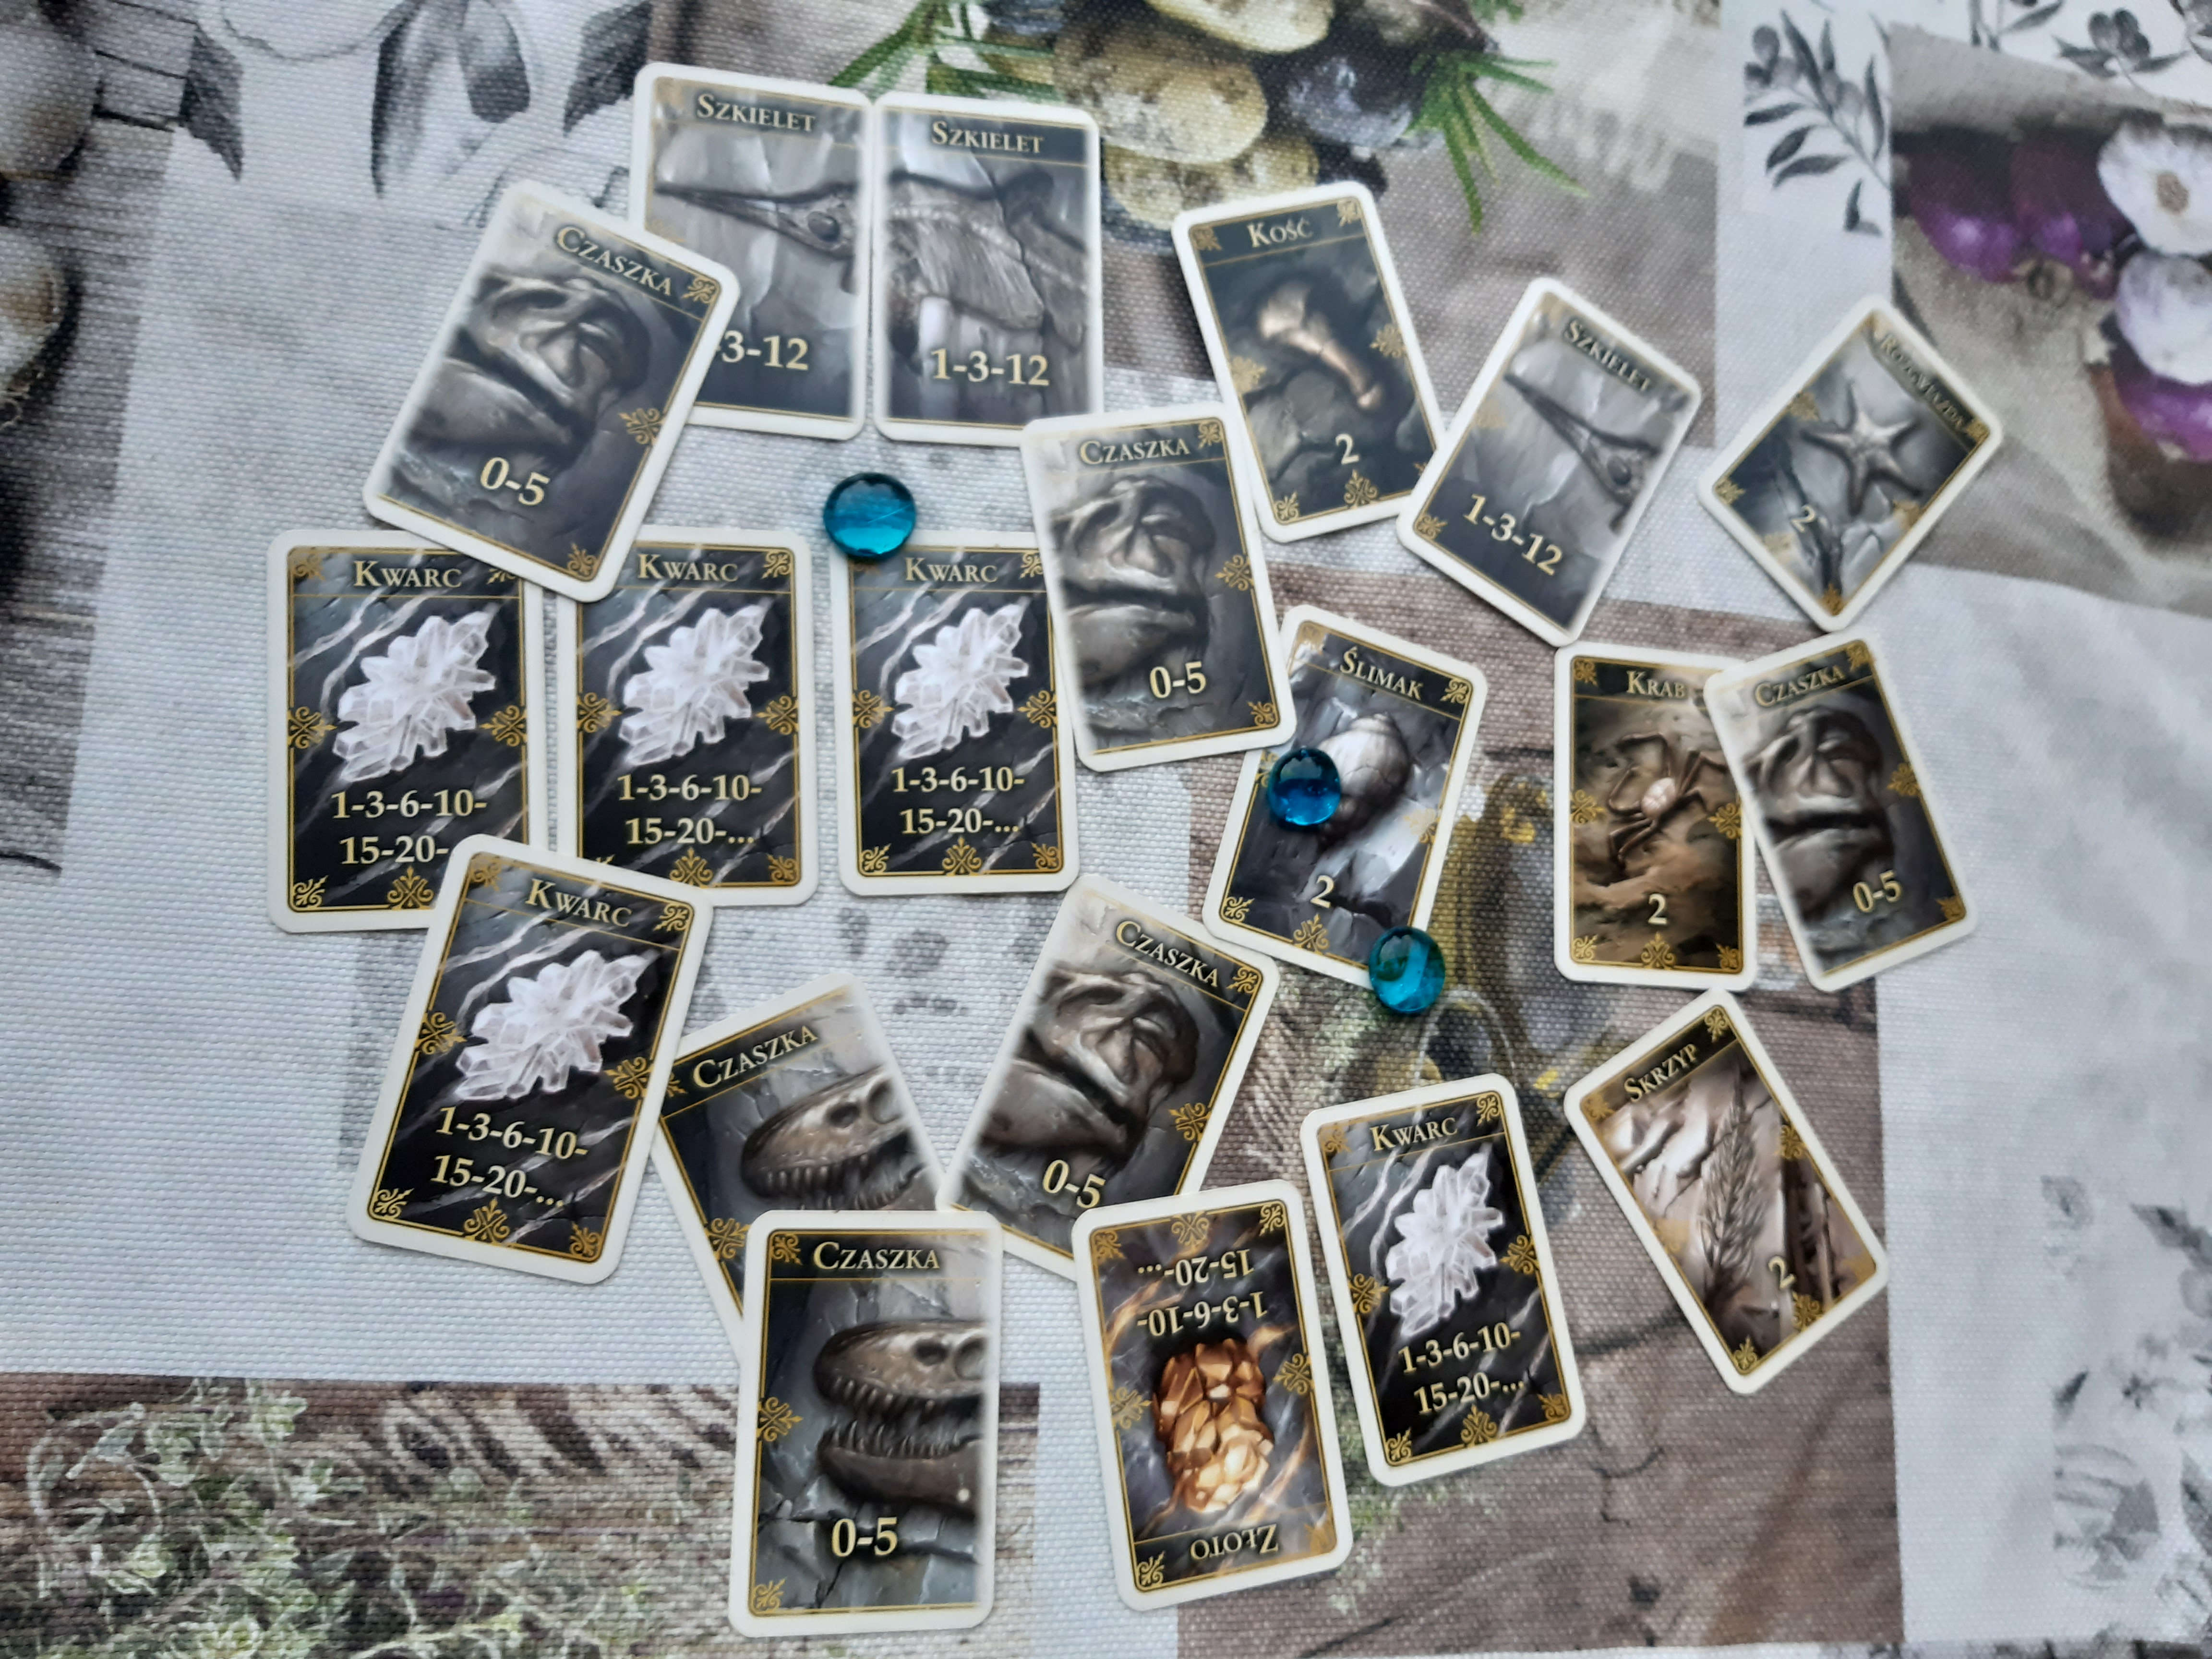 Rozgwiazda
2
Czaszka
0-5
Krab
2
Skrzyp
2
Szkielet
1-3-12
Kość
2
Ślimak
2
Kwarc
1-3-6-10-
15-20-...
Złoto
1-3-6-10-
15-20-...
Czaszka
0-5
Czaszka
0-5
Szkielet
1-3-12
Kwarc
1-3-6-10-
15-20-...
Czaszka
Czaszka
0-5
Szkielet
3-12
Kwarc
1-3-6-10-
15-20-...
Czaszka
0-5
Kwarc
1-3-6-10-
15-20-...
Kwarc
1-3-6-10-
15-20-